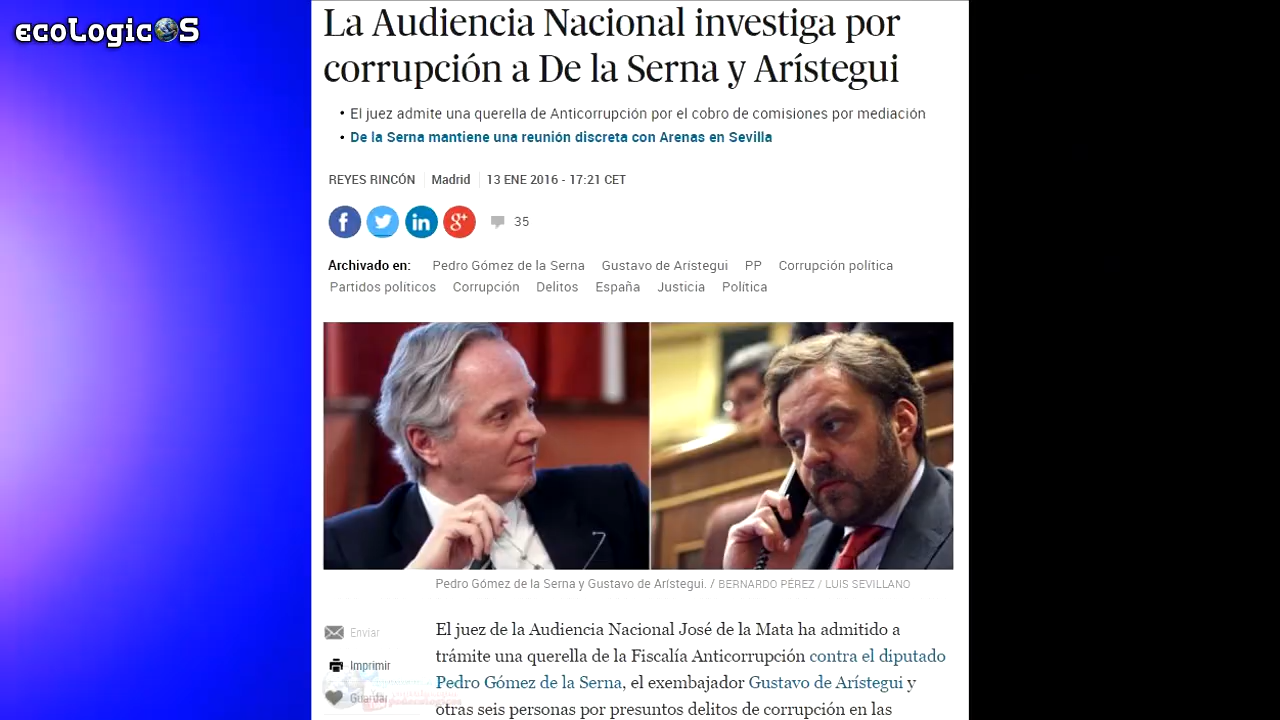 ecoLogicOS
La Audiencia Nacional investiga por
corrupción a De la Serna y Arístegui
• El juez admite una querella de Anticorrupción por el cobro de comisiones por mediación
• De la Serna mantiene una reunión discreta con Arenas en Sevilla
REYES RINCÓN Madrid 13 ENE 2016 - 17:21 CET
35
Archivado en: Pedro Gómez de la Serna Gustavo de Arístegui PP Corrupción política
Partidos políticos Corrupción Delitos España Justicia Política
Pedro Gómez de la Serna y Gustavo de Arístegui. / BERNARDO PÉREZ / LUIS SEVILLANO
Enviar
Imprimir
Guardar
El juez de la Audiencia Nacional José de la Mata ha admitido a
trámite una querella de la Fiscalía Anticorrupción contra el diputado
Pedro Gómez de la Serna, el exembajador Gustavo de Arístegui y
otras seis personas por presuntos delitos de corrupción en las